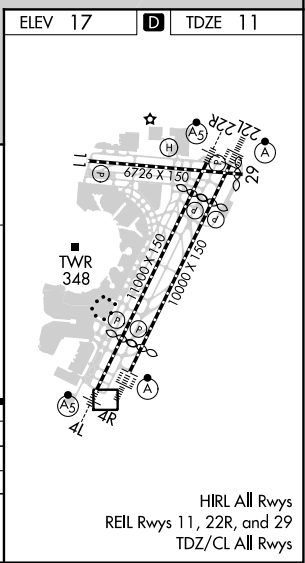 ELEV 17
D
TDZE 11
A5
22R
22L
A
H
P
11
P
29
6726 X 150
P
P
TWR
348
11000 X 150
10000 X 150
P
P
A5
4L
4R
A
HIRL All Rwys
REIL Rwys 11, 22R, and 29
TDZ/CL All Rwys